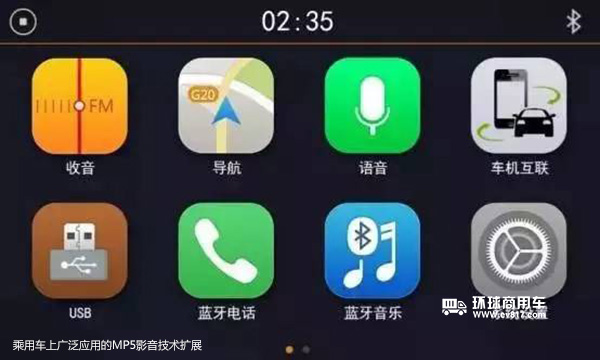 02:35
FM
G20
收音
导航
语音
车机互联
USB
蓝牙电话
蓝牙音乐
环球商用车
www.ev817.com
乘用车上广泛应用的MP5影音技术扩展